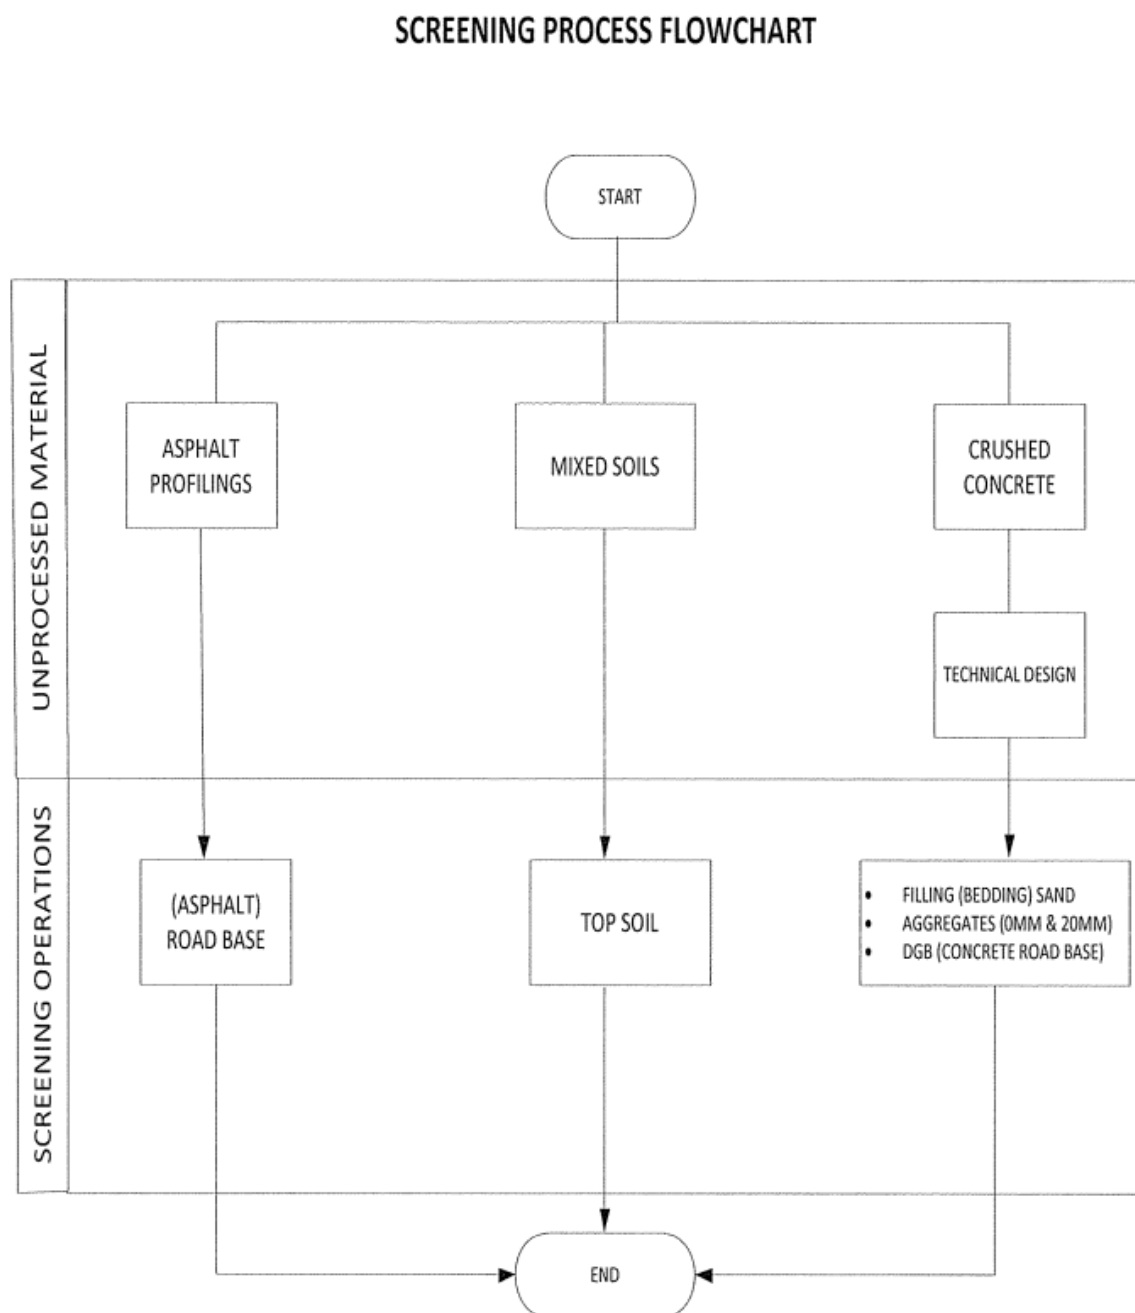 SCREENING PROCESS FLOWCHART
START
UNPROCESSED MATERIAL
ASPHALT
PROFILINGS
MIXED SOILS
CRUSHED
CONCRETE
TECHNICAL DESIGN
SCREENING OPERATIONS
(ASPHALT)
ROAD BASE
TOP SOIL
• FILLING (BEDDING) SAND
• AGGREGATES (0MM & 20MM)
• DGB (CONCRETE ROAD BASE)
END